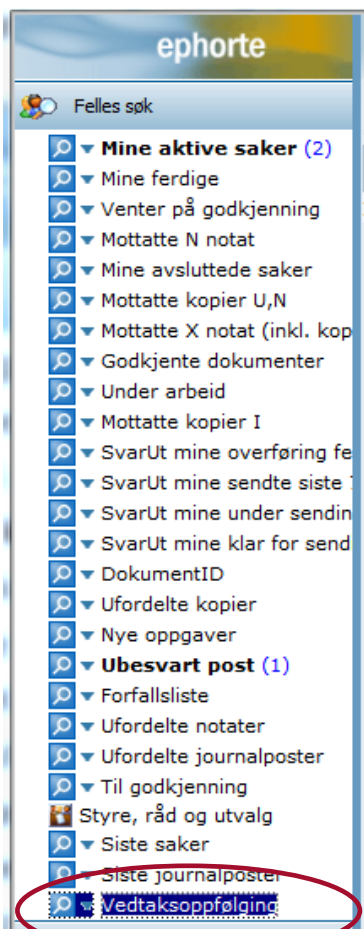 ephorte
Felles søk
Mine aktive saker (2)
Mine ferdige
Venter på godkjenning
Mottatte N notat
Mine avsluttede saker
Mottatte kopier U,N
Mottatte X notat (inkl. kop
Godkjente dokumenter
Under arbeid
Mottatte kopier I
SvarUt mine overføring fe
SvarUt mine sendte siste
SvarUt mine under sendin
SvarUt mine klar for send
DokumentID
Ufordelte kopier
Nye oppgaver
Ubesvart post (1)
Forfallsliste
Ufordelte notater
Ufordelte journalposter
Til godkjenning
Styre, råd og utvalg
Siste saker
Siste journalposter
Vedtaksoppfølging